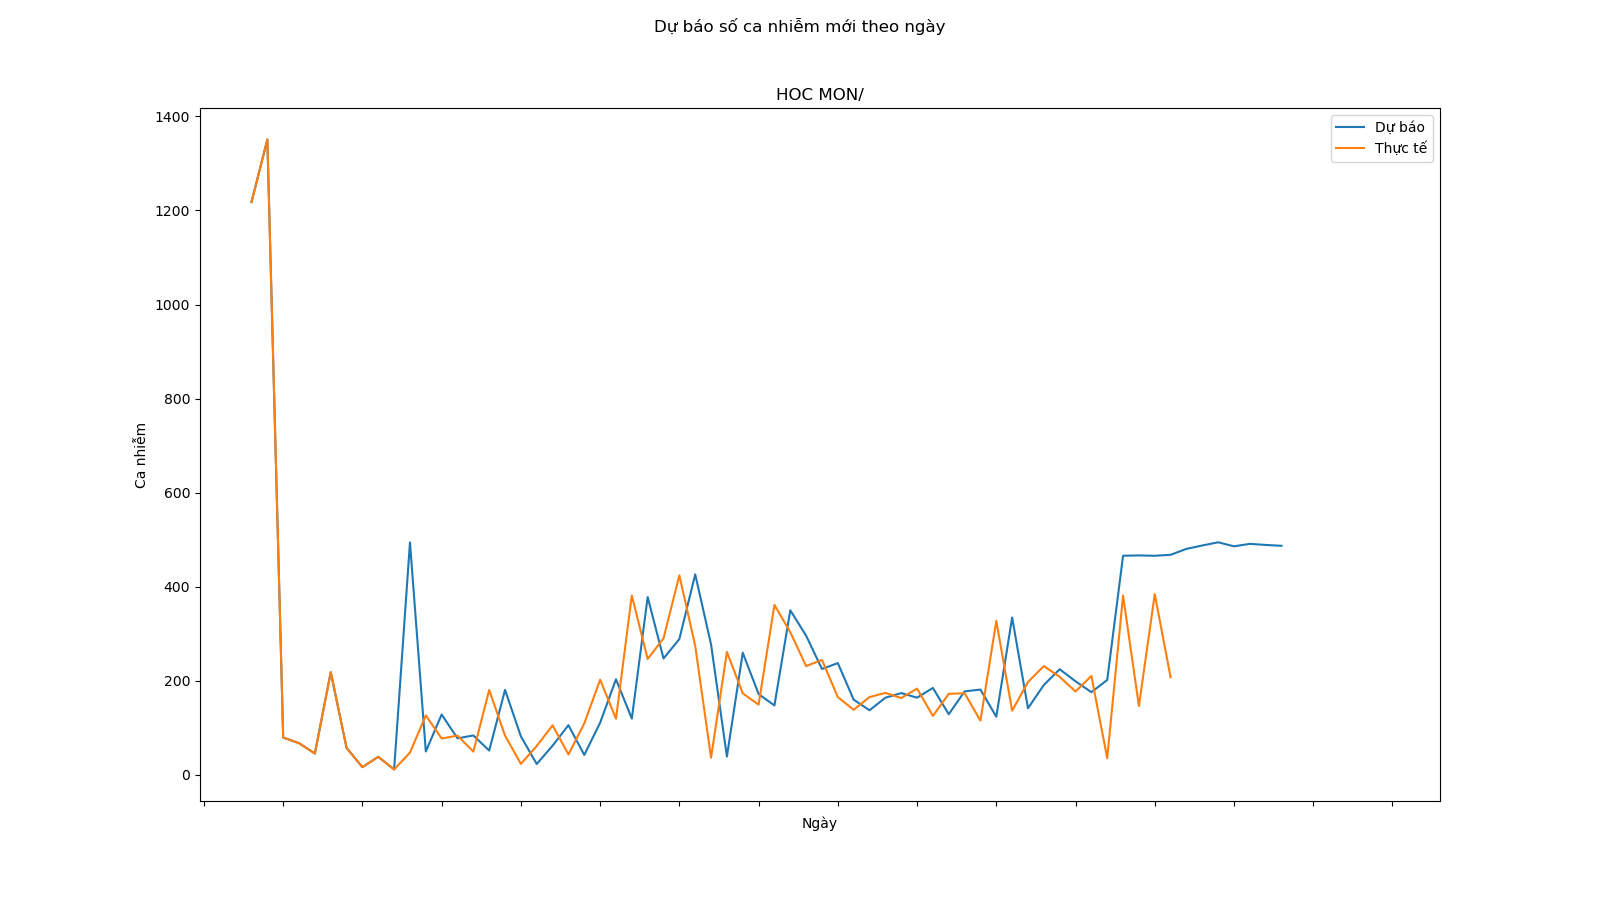 Dự báo số ca nhiễm mới theo ngày
HOC MON/
1400
1200
1000
800
600
400
200
0
Ca nhiễm
Dự báo
Thực tế
Ngày